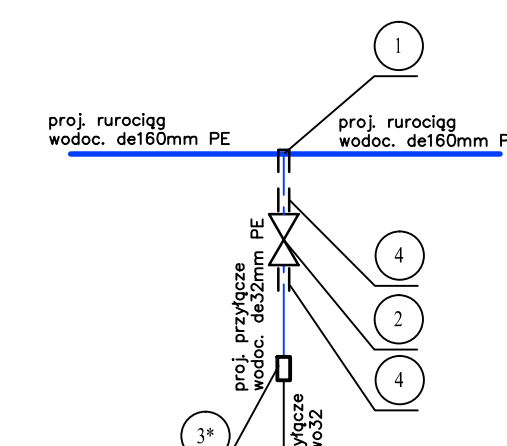 1
proj. rurociąg
wodoc. de160mm PE
proj. rurociąg
wodoc. de160mm
4
proj. przyłącze
wodoc. de32mm PE
2
4
3*